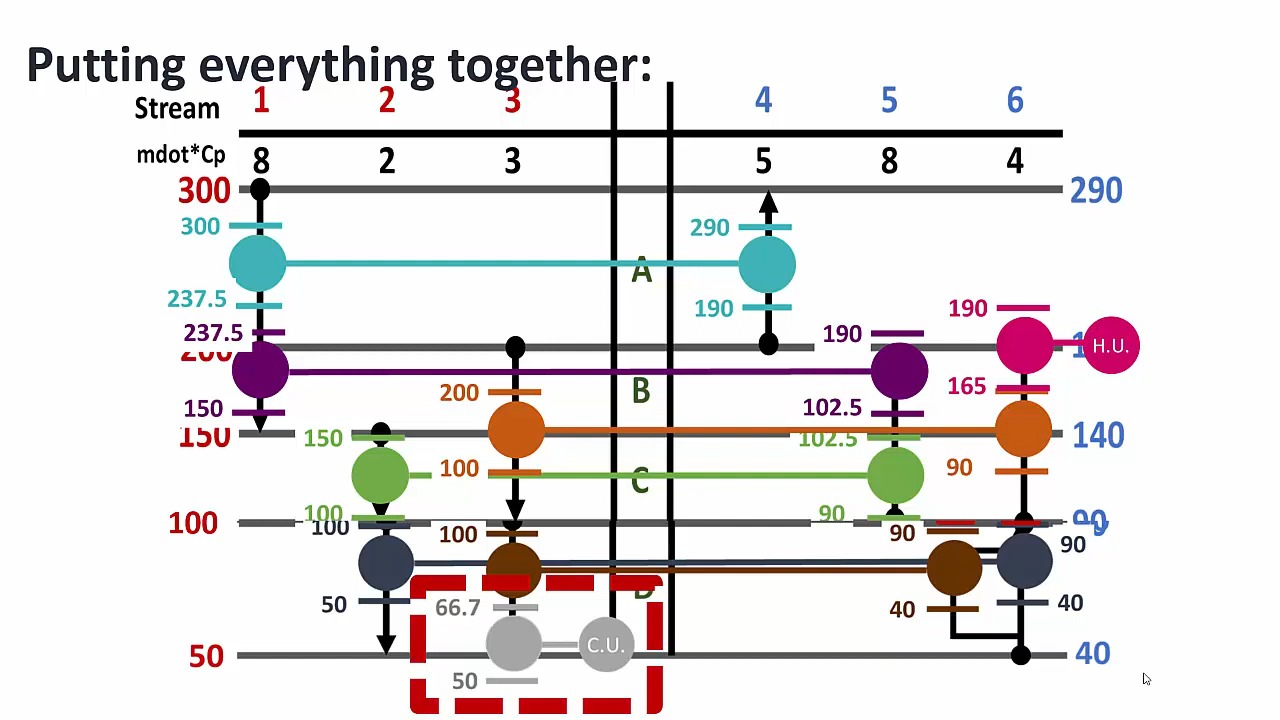 Putting everything together:
Stream 1 2 3 4 5 6
mdot*Cp 8 2 3 5 8 4
300 290
300 290
A
237.5 190 190
237.5 190 H.U.
200
B 165
200
150 102.5
150 150 102.5 140
100 90
C
100 90
100 100 90
100 90 90
50 40 40
D
66.7
C.U.
50 40
50